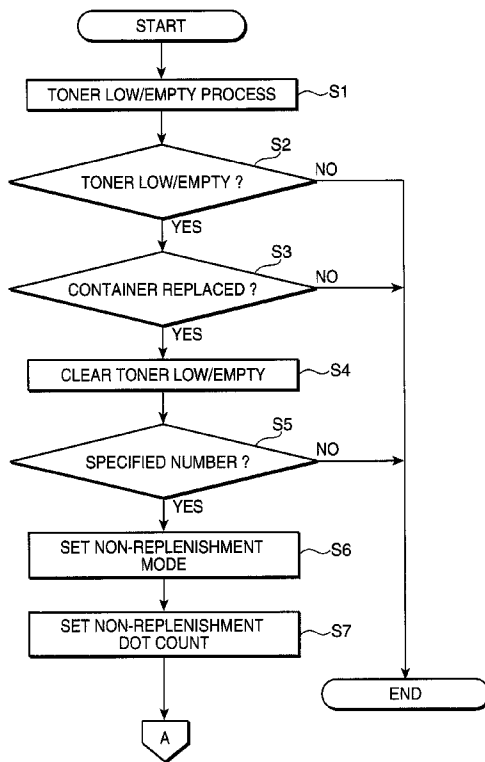 START
TONER LOW/EMPTY PROCESS
S1
S2
TONER LOW/EMPTY ?
NO
YES
S3
CONTAINER REPLACED ?
NO
YES
CLEAR TONER LOW/EMPTY
S4
S5
SPECIFIED NUMBER ?
NO
YES
SET NON-REPLENISHMENT
MODE
S6
SET NON-REPLENISHMENT
DOT COUNT
S7
END
A